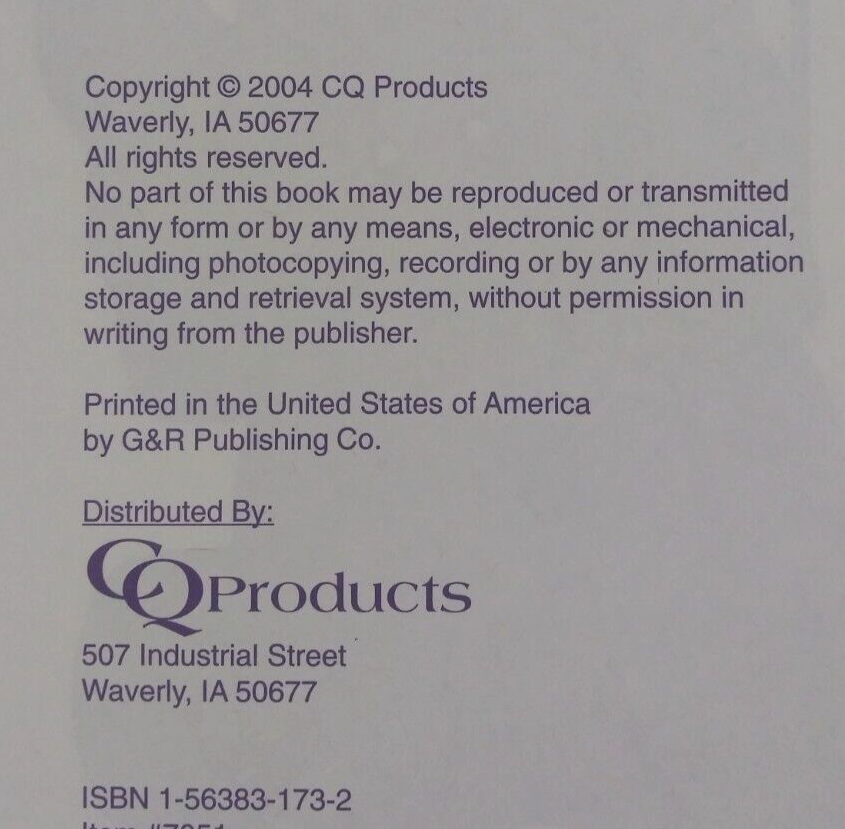 Copyright © 2004 CQ Products
Waverly, IA 50677
All rights reserved.
No part of this book may be reproduced or transmitted
in any form or by any means, electronic or mechanical,
including photocopying, recording or by any information
storage and retrieval system, without permission in
writing from the publisher.
Printed in the United States of America
by G&R Publishing Co.
Distributed By:
CQ Products
507 Industrial Street
Waverly, IA 50677
ISBN 1-56383-173-2